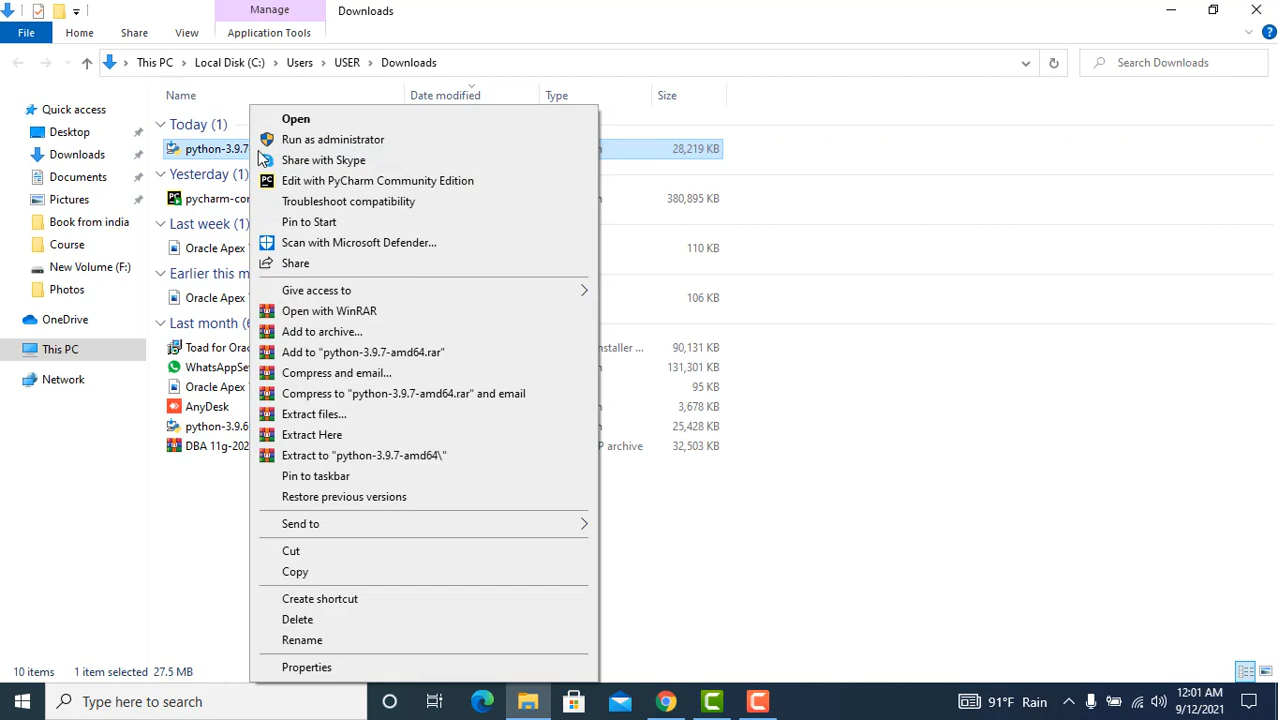 Manage
Downloads
File
Home
Share
View
Application Tools
This PC
Local Disk (C:)
Users
USER
Downloads
Search Downloads
Name
Date modified
Type
Size
Quick access
Desktop
Downloads
Documents
Pictures
Book from india
Course
New Volume (F:)
Photos
OneDrive
This PC
Network
Today (1)
python-3.9.7
28,219 KB
Yesterday (1)
pycharm-co
380,895 KB
Last week (1)
Oracle Apex
110 KB
Earlier this m
Oracle Apex
106 KB
Last month (6
Toad for Ora
nstaller ...
90,131 KB
WhatsAppSe
131,301 KB
Oracle Apex
95 KB
AnyDesk
3,678 KB
python-3.9.6
25,428 KB
DBA 11g-202
P archive
32,503 KB
Open
Run as administrator
Share with Skype
Edit with PyCharm Community Edition
Troubleshoot compatibility
Pin to Start
Scan with Microsoft Defender...
Share
Give access to
Open with WinRAR
Add to archive...
Add to "python-3.9.7-amd64.rar"
Compress and email...
Compress to "python-3.9.7-amd64.rar" and email
Extract files...
Extract Here
Extract to "python-3.9.7-amd64\"
Pin to taskbar
Restore previous versions
Send to
Cut
Copy
Create shortcut
Delete
Rename
Properties
10 items 1 item selected 27.5 MB
Type here to search
91°F Rain
12:01 AM
9/12/2021